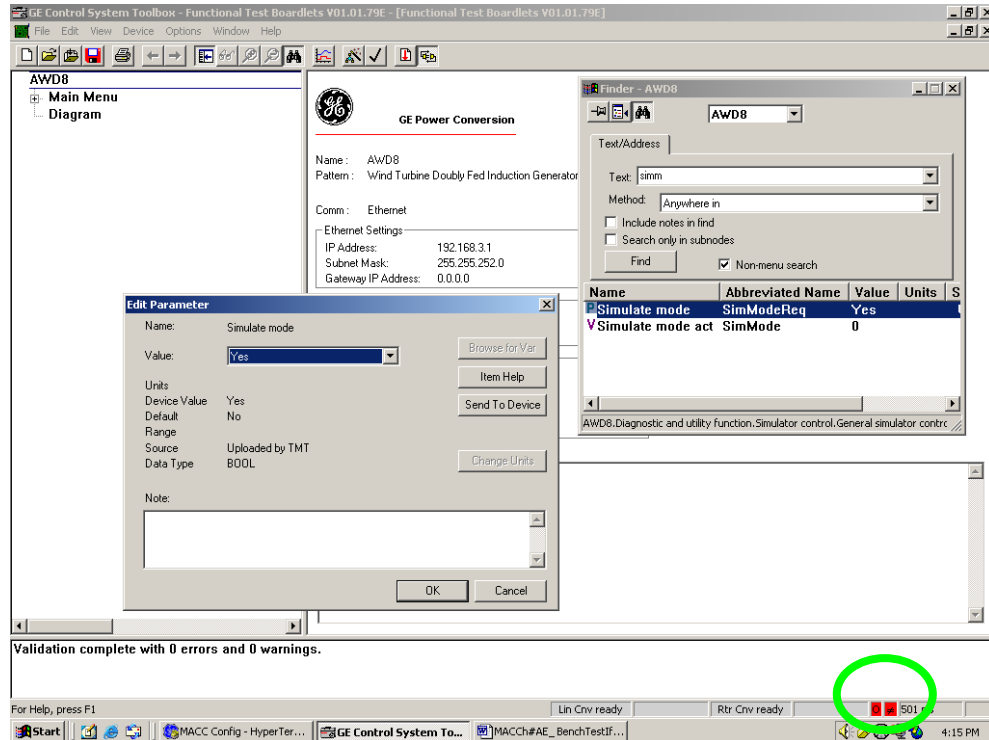 GE Control System Toolbox - Functional Test Boardlets V01.01.79E - [Functional Test Boardlets V01.01.79E]
File Edit View Device Options Window Help
AWD8
Main Menu
Diagram
GE Power Conversion
Name : AWD8
Pattern : Wind Turbine Doubly Fed Induction Generator
Comm : Ethernet
Ethernet Settings
IP Address: 192.168.3.1
Subnet Mask: 255.255.252.0
Gateway IP Address: 0.0.0.0
Finder - AWD8
AWD8
Text/Address
Text: simm
Method: Anywhere in
Include notes in find
Search only in subnodes
Find
Non-menu search
Name Abbreviated Name Value Units S
P Simulate mode SimModeReq Yes
V Simulate mode act SimMode 0
AWD8.Diagnostic and utility function.Simulator control.General simulator contrc
Edit Parameter
Name: Simulate mode
Value: Yes
Browse for Var
Item Help
Units
Device Value Yes
Send To Device
Default No
Range
Source Uploaded by TMT
Data Type BOOL
Change Units
Note:
OK Cancel
Validation complete with 0 errors and 0 warnings.
For Help, press F1
Lin Cnv ready
Rtr Cnv ready
501
Start
MACC Config - HyperTer...
GE Control System To...
MACCh#AE_BenchTestIf...
4:15 PM